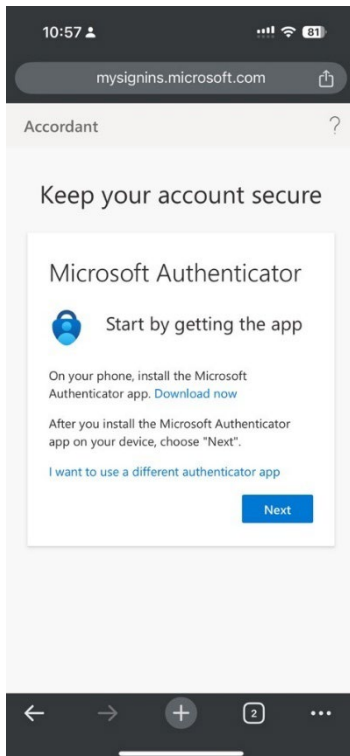 10:57
81
mysignins.microsoft.com
Accordant
?
Keep your account secure
Microsoft Authenticator
Start by getting the app
On your phone, install the Microsoft
Authenticator app. Download now
After you install the Microsoft Authenticator
app on your device, choose "Next".
I want to use a different authenticator app
Next
2